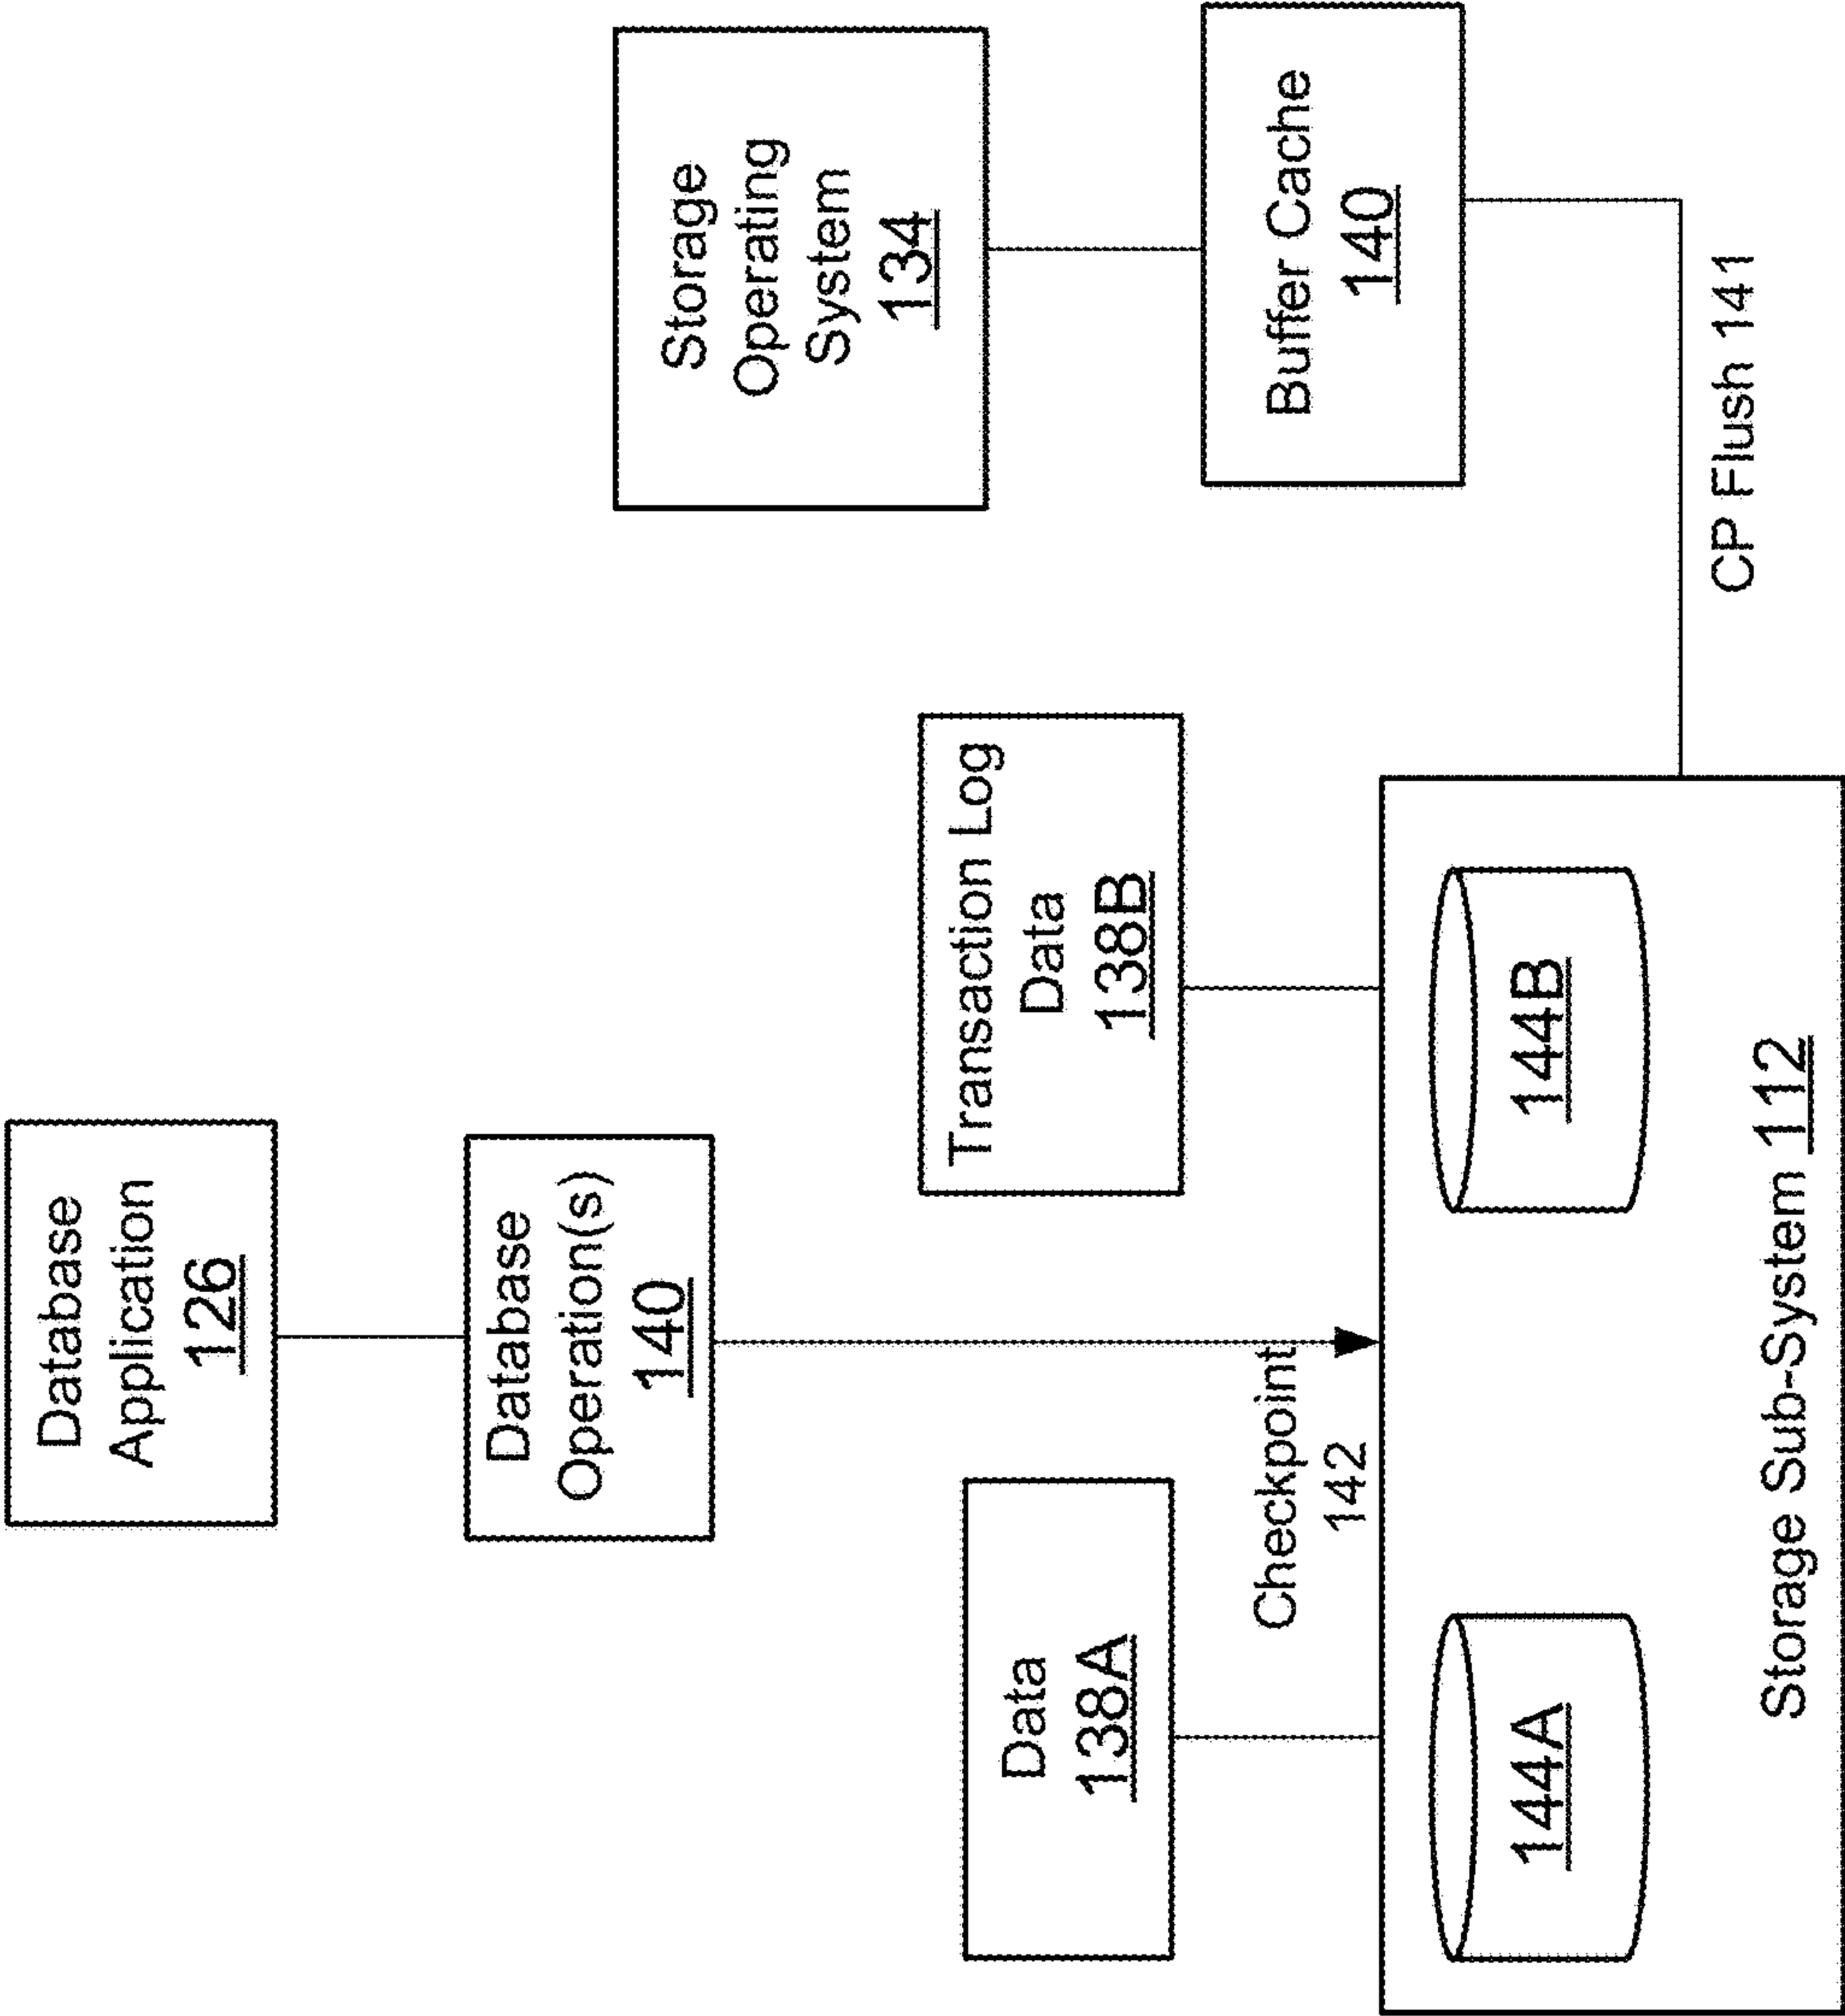 Database
Application
126
Database
Operation(s)
140
Storage
Operating
System
134
Data
138A
Transaction Log
Data
138B
Buffer Cache
140
Checkpoint
142
CP Flush 141
144A
144B
Storage Sub-System 112